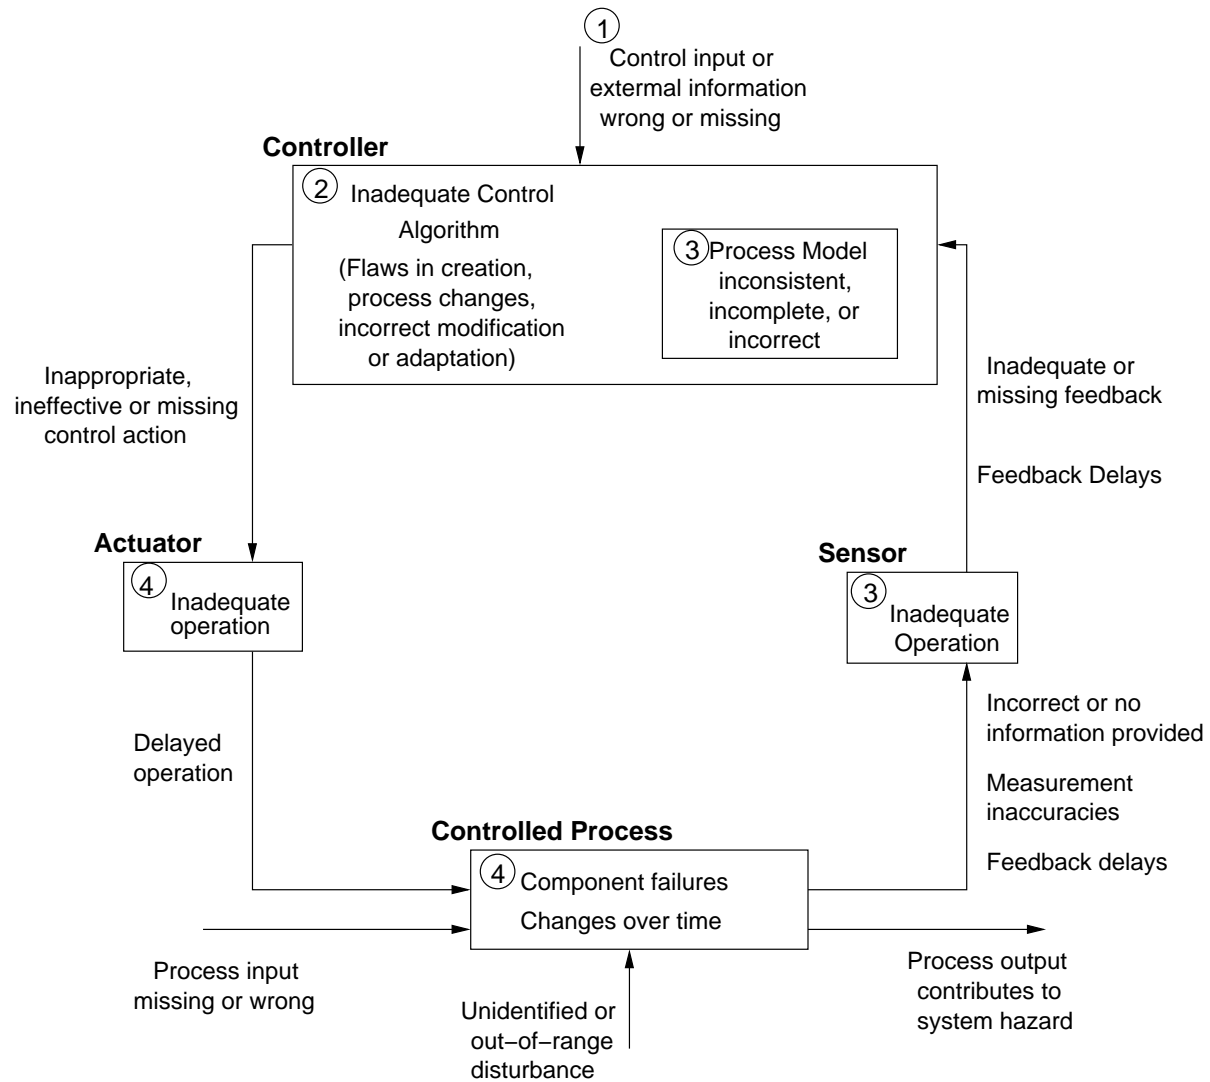 1
Control input or
extermal information
wrong or missing
Controller
2
Inadequate Control
Algorithm
(Flaws in creation,
process changes,
incorrect modification
or adaptation)
3
Process Model
inconsistent,
incomplete, or
incorrect
Inappropriate,
ineffective or missing
control action
Inadequate or
missing feedback
Feedback Delays
Actuator
4
Inadequate
operation
Sensor
3
Inadequate
Operation
Delayed
operation
Incorrect or no
information provided
Measurement
inaccuracies
Feedback delays
Controlled Process
4
Component failures
Changes over time
Process input
missing or wrong
Unidentified or
out−of−range
disturbance
Process output
contributes to
system hazard